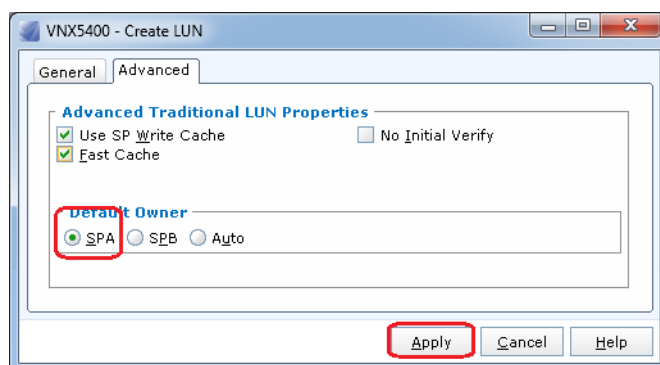 VNX5400 - Create LUN
General Advanced
Advanced Traditional LUN Properties
Use SP Write Cache No Initial Verify
Fast Cache
Default Owner
SPA SPB Auto
Apply Cancel Help